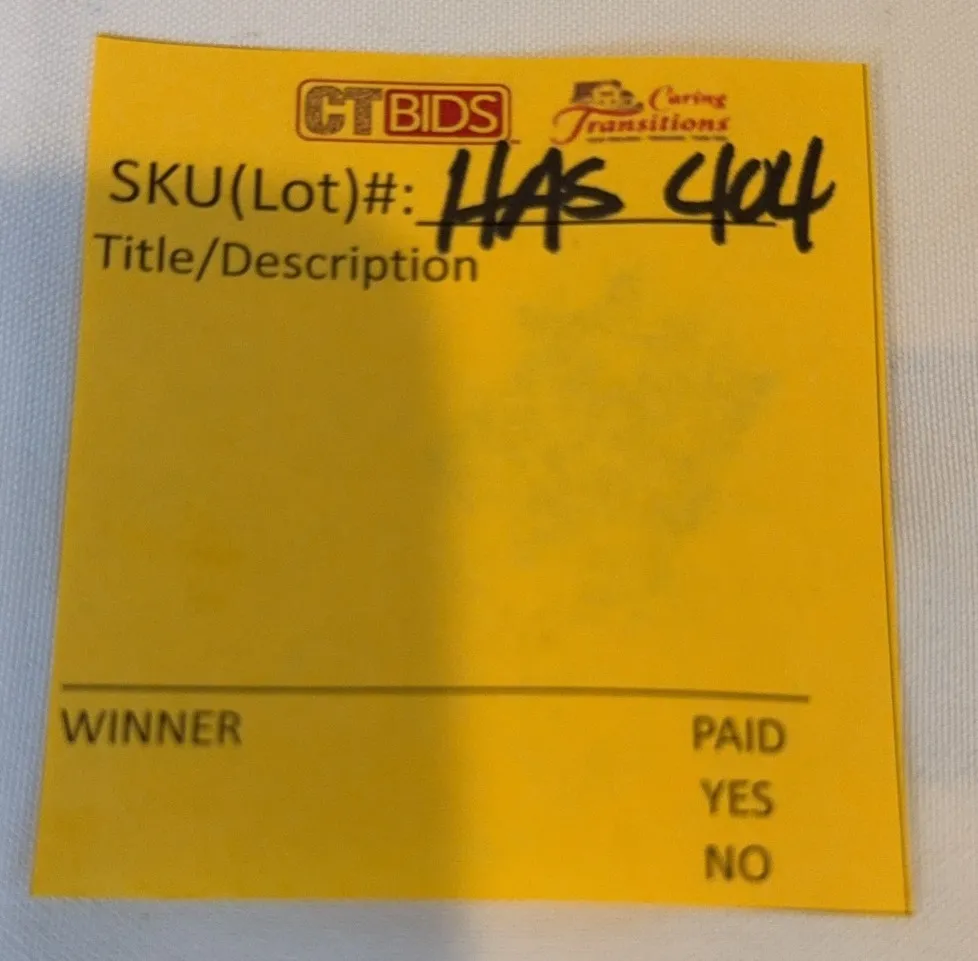 CTBIDS Caring
Transitions
SKU(Lot)#: HAS 404
Title/Description
WINNER PAID
YES
NO